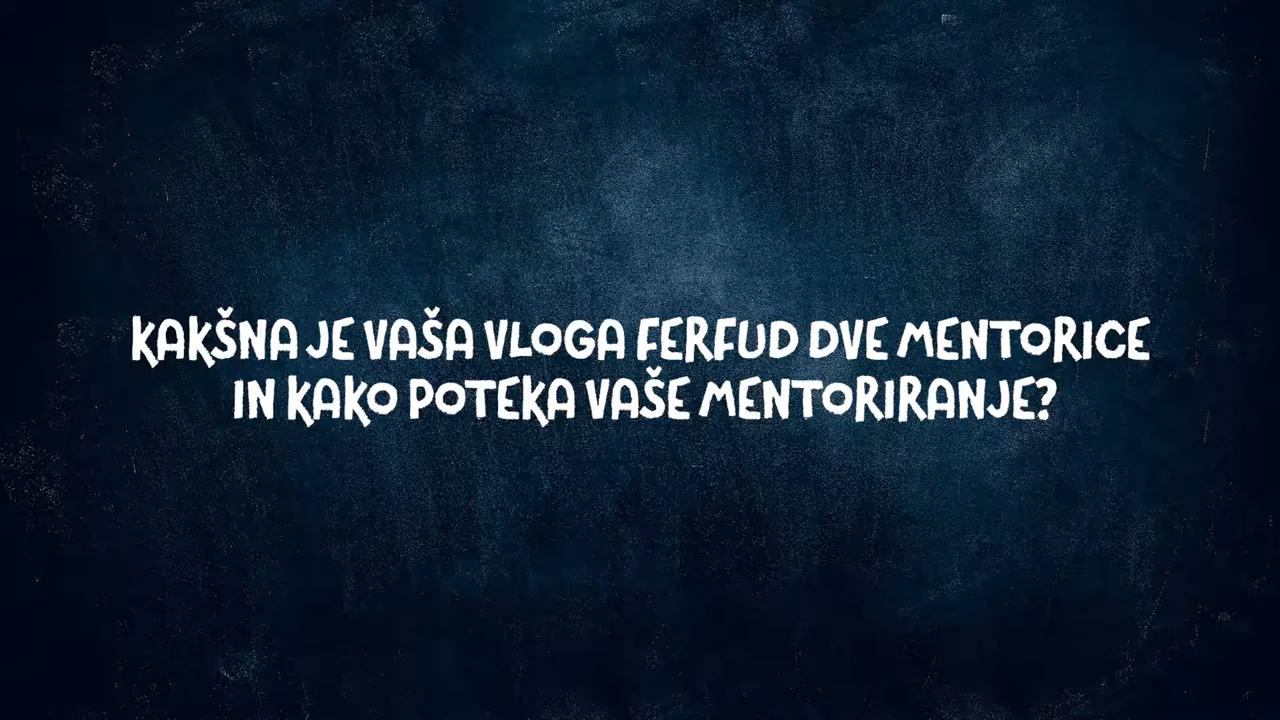 KAKŠNA JE VAŠA VLOGA FERFUD DVE MENTORICE
IN KAKO POTEKA VAŠE MENTORIRANJE?